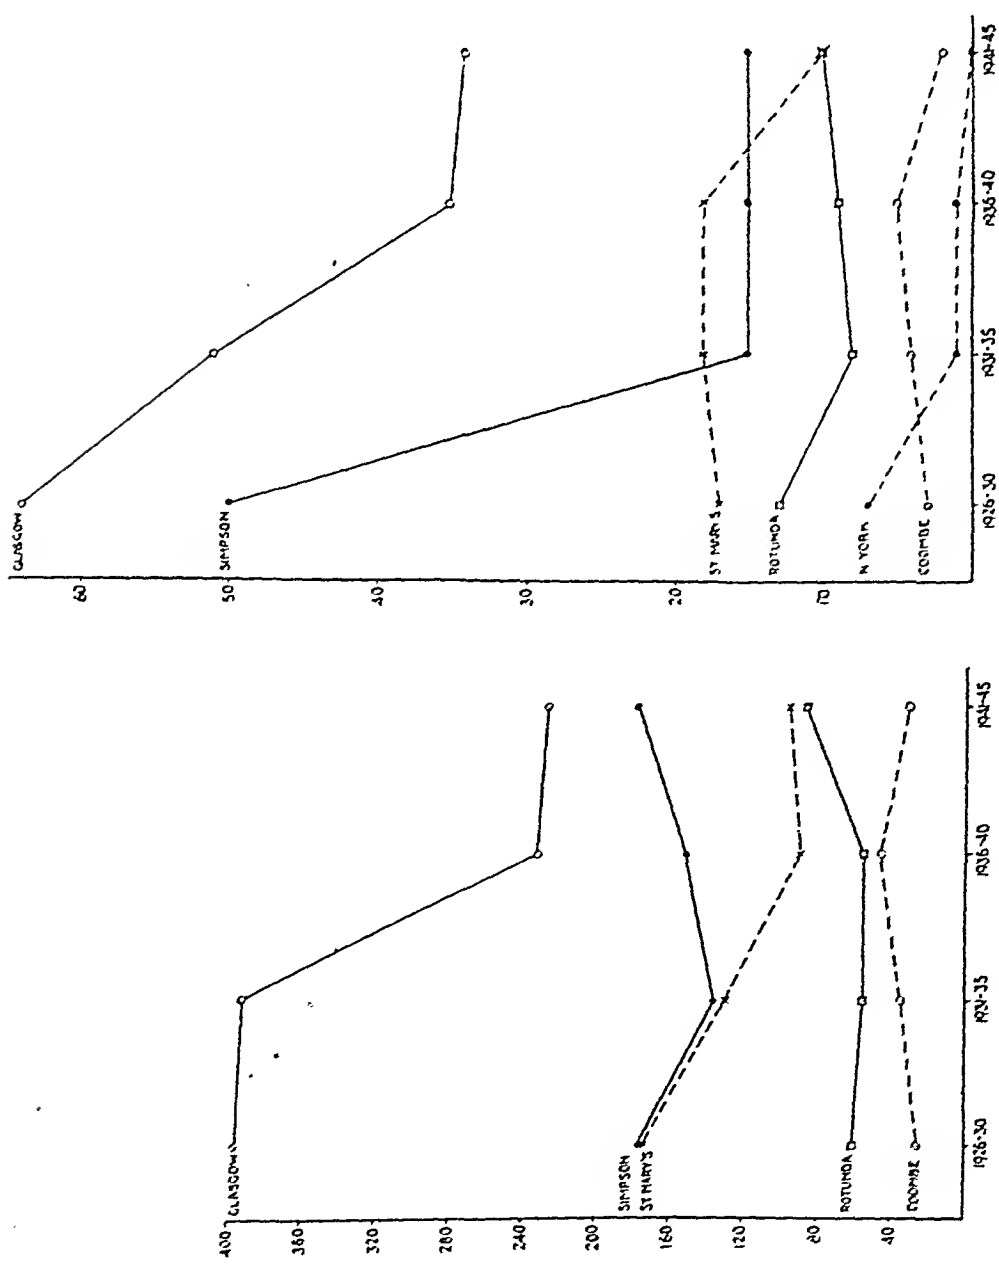 GLASGOW
SIMPSON
ST MARY'S
ROTUNDA
N YORK
COOMBE
60
50
40
30
20
10
1926-30
1931-35
1936-40
1941-45
GLASGOW
SIMPSON
ST MARY'S
ROTUNDA
COOMBE
400
360
320
280
240
200
160
120
80
40
1926-30
1931-35
1936-40
1941-45